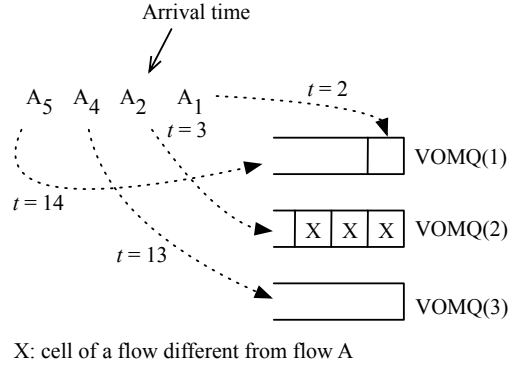 Arrival time
A5 A4 A2 A1
t = 2
t = 3
VOMQ(1)
t = 14
X X X VOMQ(2)
t = 13
VOMQ(3)
X: cell of a flow different from flow A